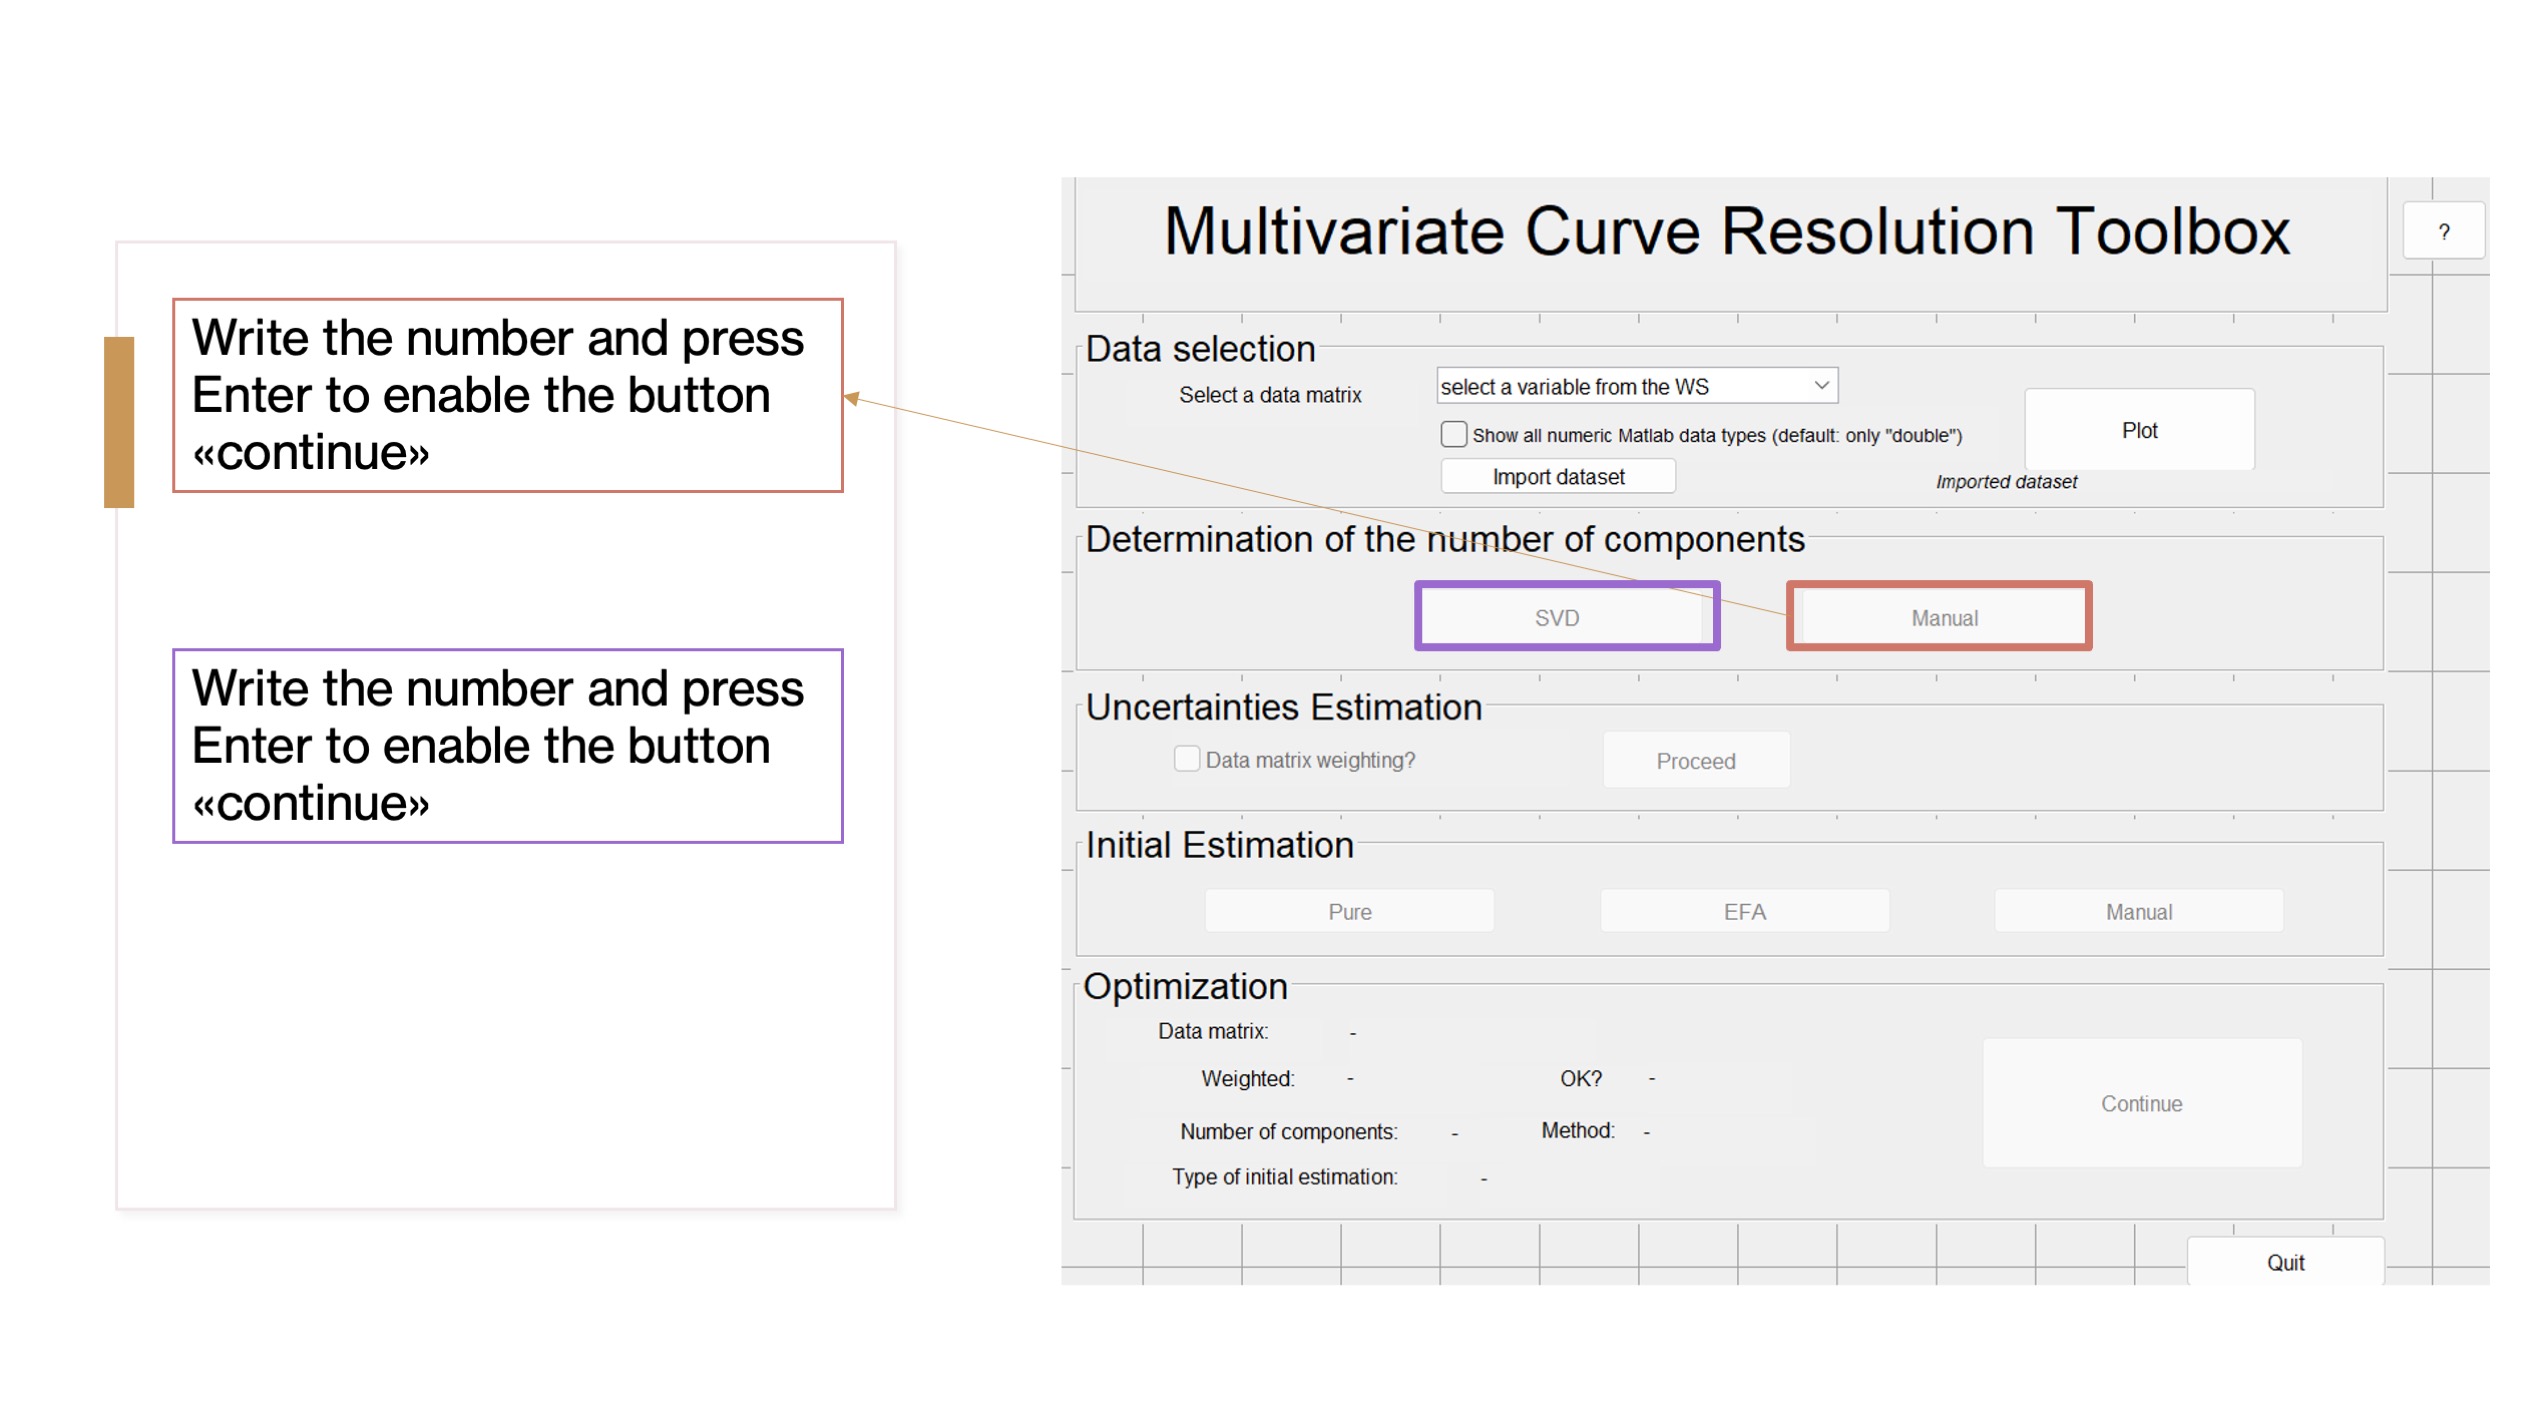 Write the number and press
Enter to enable the button
«continue»
Write the number and press
Enter to enable the button
«continue»
Multivariate Curve Resolution Toolbox
?
Data selection
Select a data matrix
select a variable from the WS
Show all numeric Matlab data types (default: only "double")
Import dataset
Plot
Imported dataset
Determination of the number of components
SVD
Manual
Uncertainties Estimation
Data matrix weighting?
Proceed
Initial Estimation
Pure
EFA
Manual
Optimization
Data matrix: -
Weighted: -
OK? -
Number of components: -
Method: -
Type of initial estimation: -
Continue
Quit